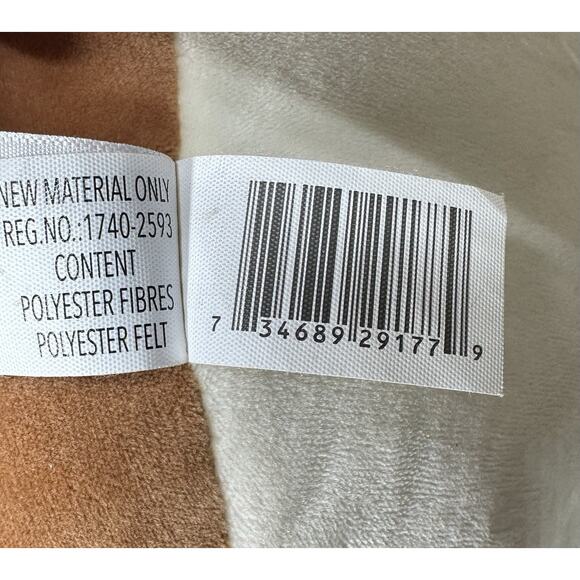 NEW MATERIAL ONLY
REG.NO.:1740-2593
CONTENT
POLYESTER FIBRES
POLYESTER FELT
7 34689 29177 9